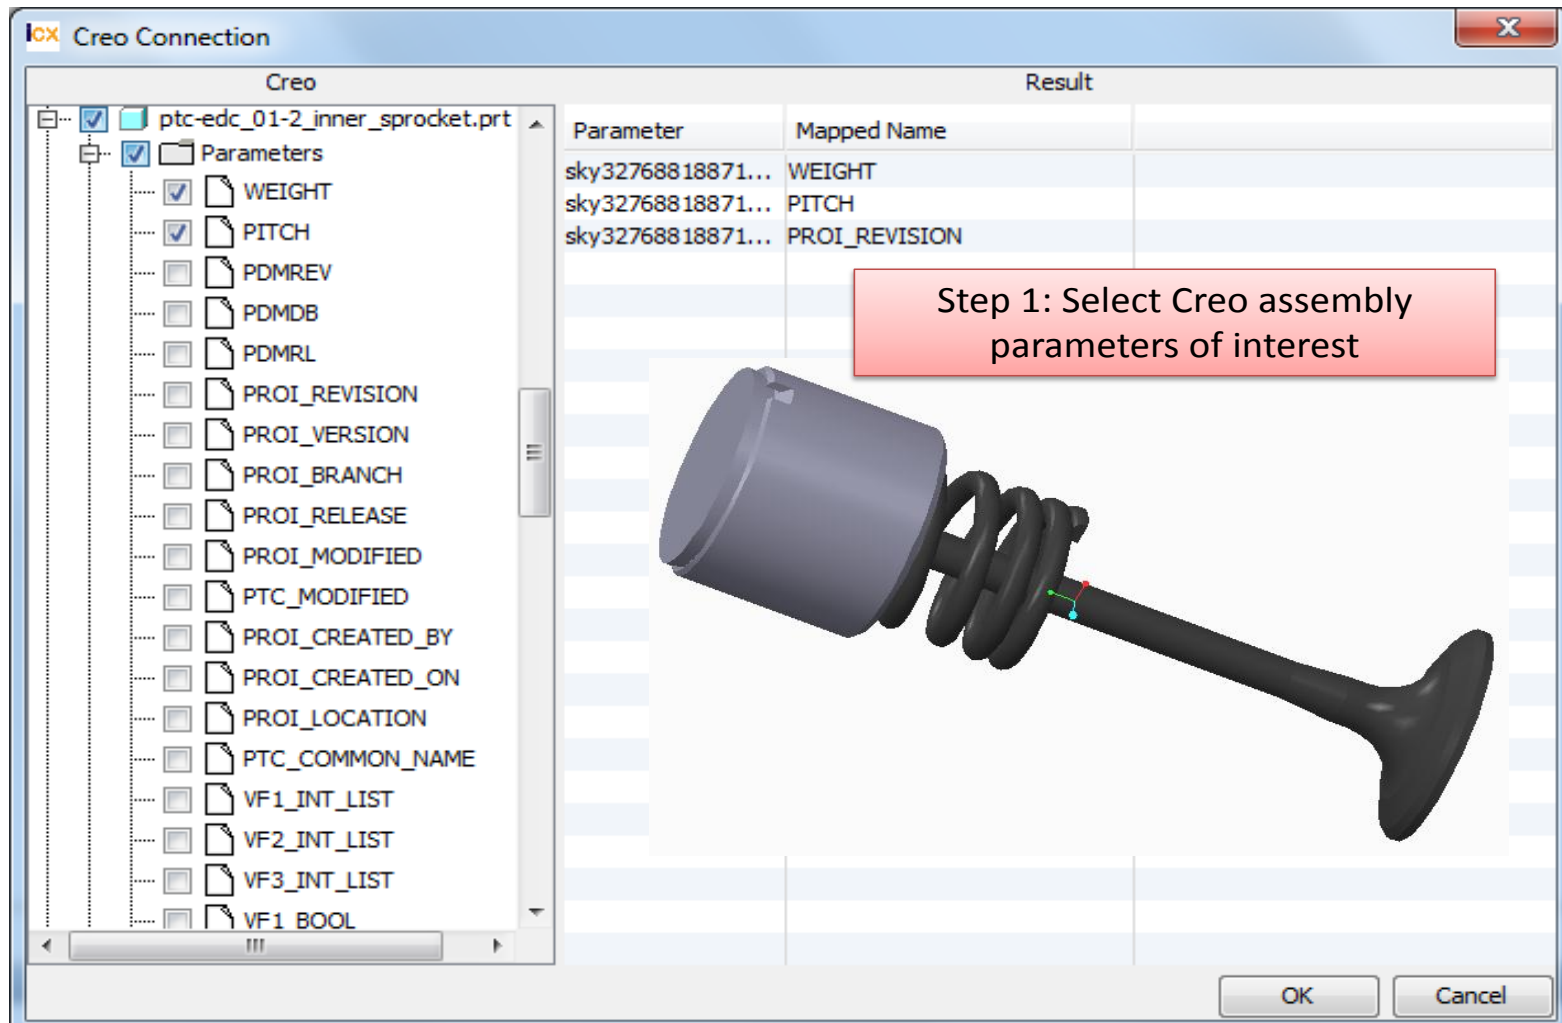 Icx Creo Connection
Creo
Result
ptc-edc_01-2_inner_sprocket.prt
Parameters
WEIGHT
PITCH
PDMREV
PDMDB
PDMRL
PROI_REVISION
PROI_VERSION
PROI_BRANCH
PROI_RELEASE
PROI_MODIFIED
PTC_MODIFIED
PROI_CREATED_BY
PROI_CREATED_ON
PROI_LOCATION
PTC_COMMON_NAME
VF1_INT_LIST
VF2_INT_LIST
VF3_INT_LIST
VF1_BOOL
Parameter Mapped Name
sky32768818871... WEIGHT
sky32768818871... PITCH
sky32768818871... PROI_REVISION
Step 1: Select Creo assembly
parameters of interest
OK Cancel